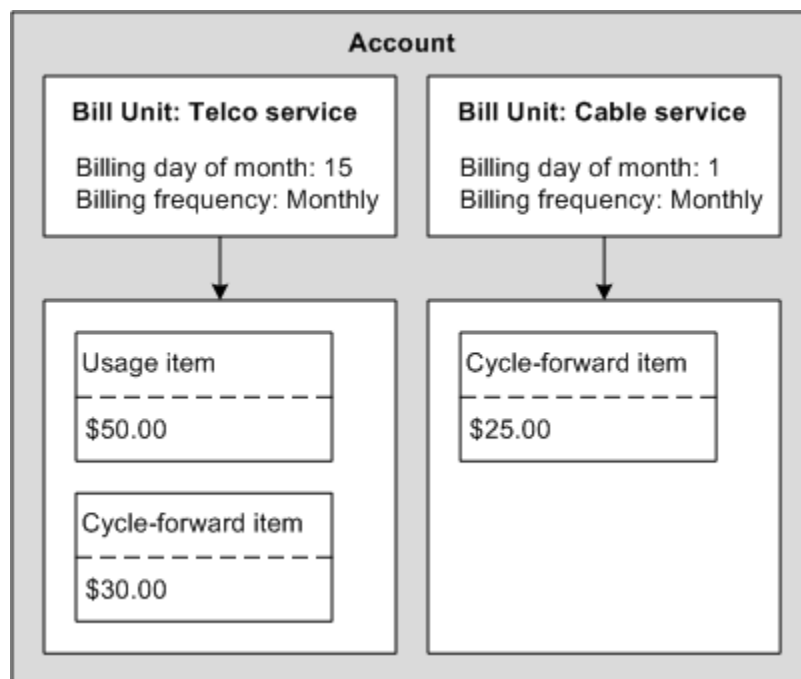 Account
Bill Unit: Telco service
Billing day of month: 15
Billing frequency: Monthly
Usage item
$50.00
Cycle-forward item
$30.00
Bill Unit: Cable service
Billing day of month: 1
Billing frequency: Monthly
Cycle-forward item
$25.00